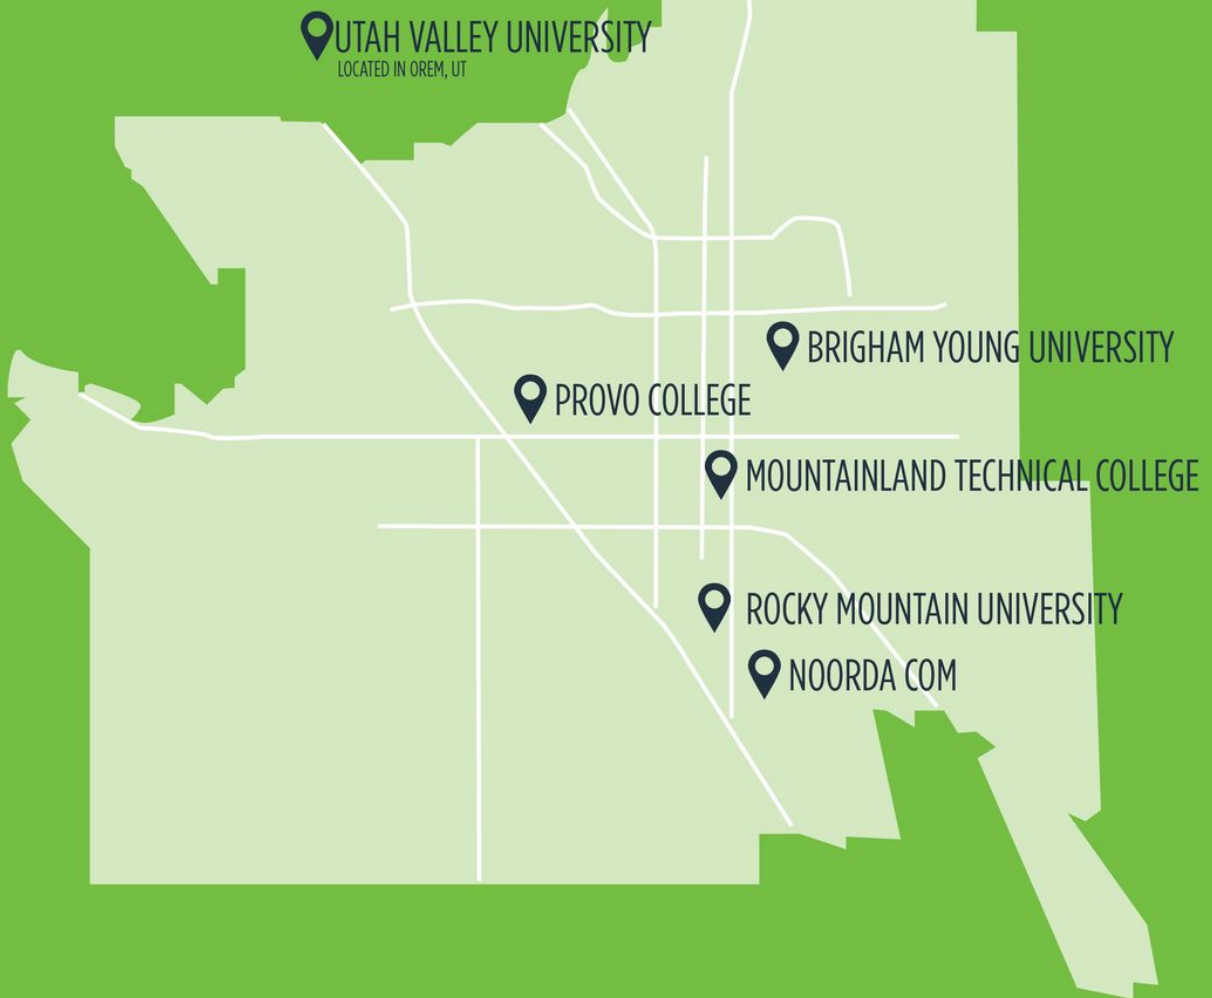 UTAH VALLEY UNIVERSITY
LOCATED IN OREM, UT
BRIGHAM YOUNG UNIVERSITY
PROVO COLLEGE
MOUNTAINLAND TECHNICAL COLLEGE
ROCKY MOUNTAIN UNIVERSITY
NOORDA COM